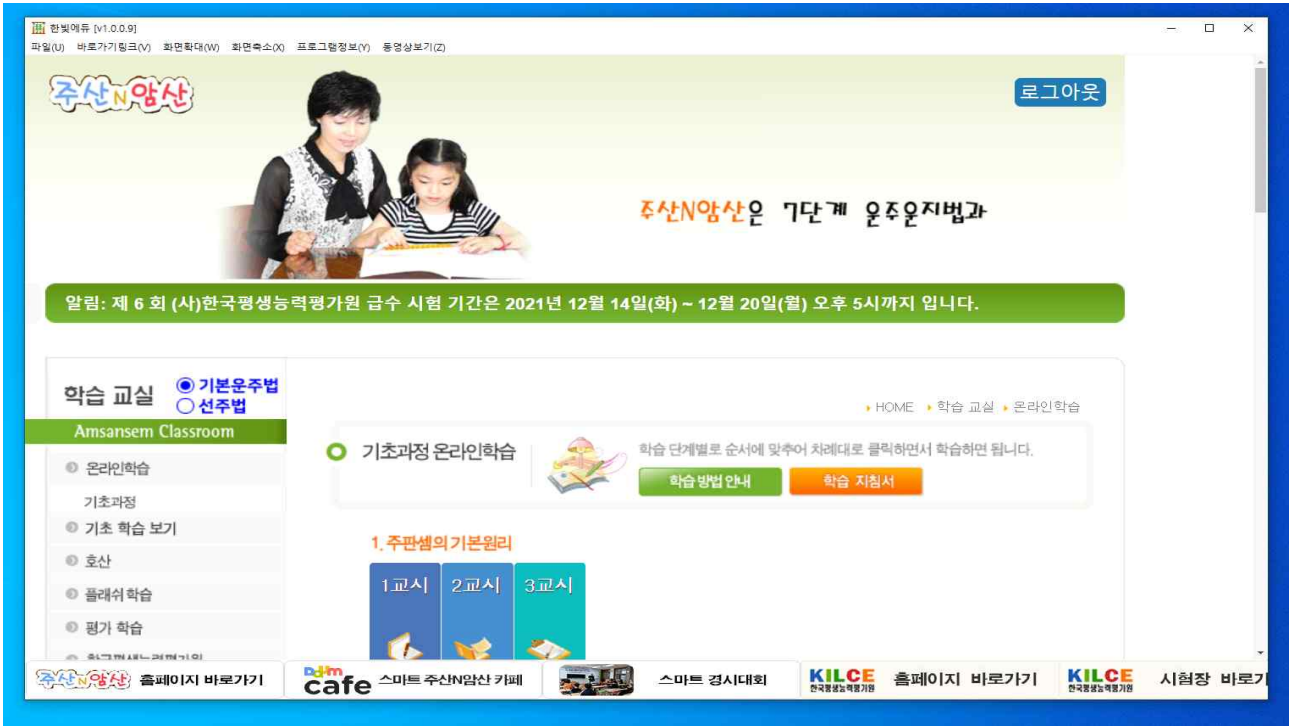 한빛에듀 [v1.0.0.9]
파일(U) 바로가기링크(V) 화면확대(W) 화면축소(X) 프로그램정보(Y) 동영상보기(Z)
주산N암산
로그아웃
주산N암산은 7단계 운주운지법과
알림: 제 6 회 (사)한국평생능력평가원 급수 시험 기간은 2021년 12월 14일(화) ~ 12월 20일(월) 오후 5시까지 입니다.
학습 교실
기본운주법
선주법
Amsansem Classroom
HOME 학습 교실 온라인학습
기초과정 온라인학습
학습 단계별로 순서에 맞추어 차례대로 클릭하면서 학습하면 됩니다.
학습 방법 안내 학습 지침서
온라인학습
기초과정
기초 학습 보기
호산
플래쉬 학습
평가 학습
한국평생능력평가원
1. 주판셈의 기본원리
1교시 2교시 3교시
주산N암산 홈페이지 바로가기
Daum cafe 스마트 주산N암산 카페
스마트 경시대회
KILCE 한국평생능력평가원 홈페이지 바로가기
KILCE 한국평생능력평가원 시험장 바로가